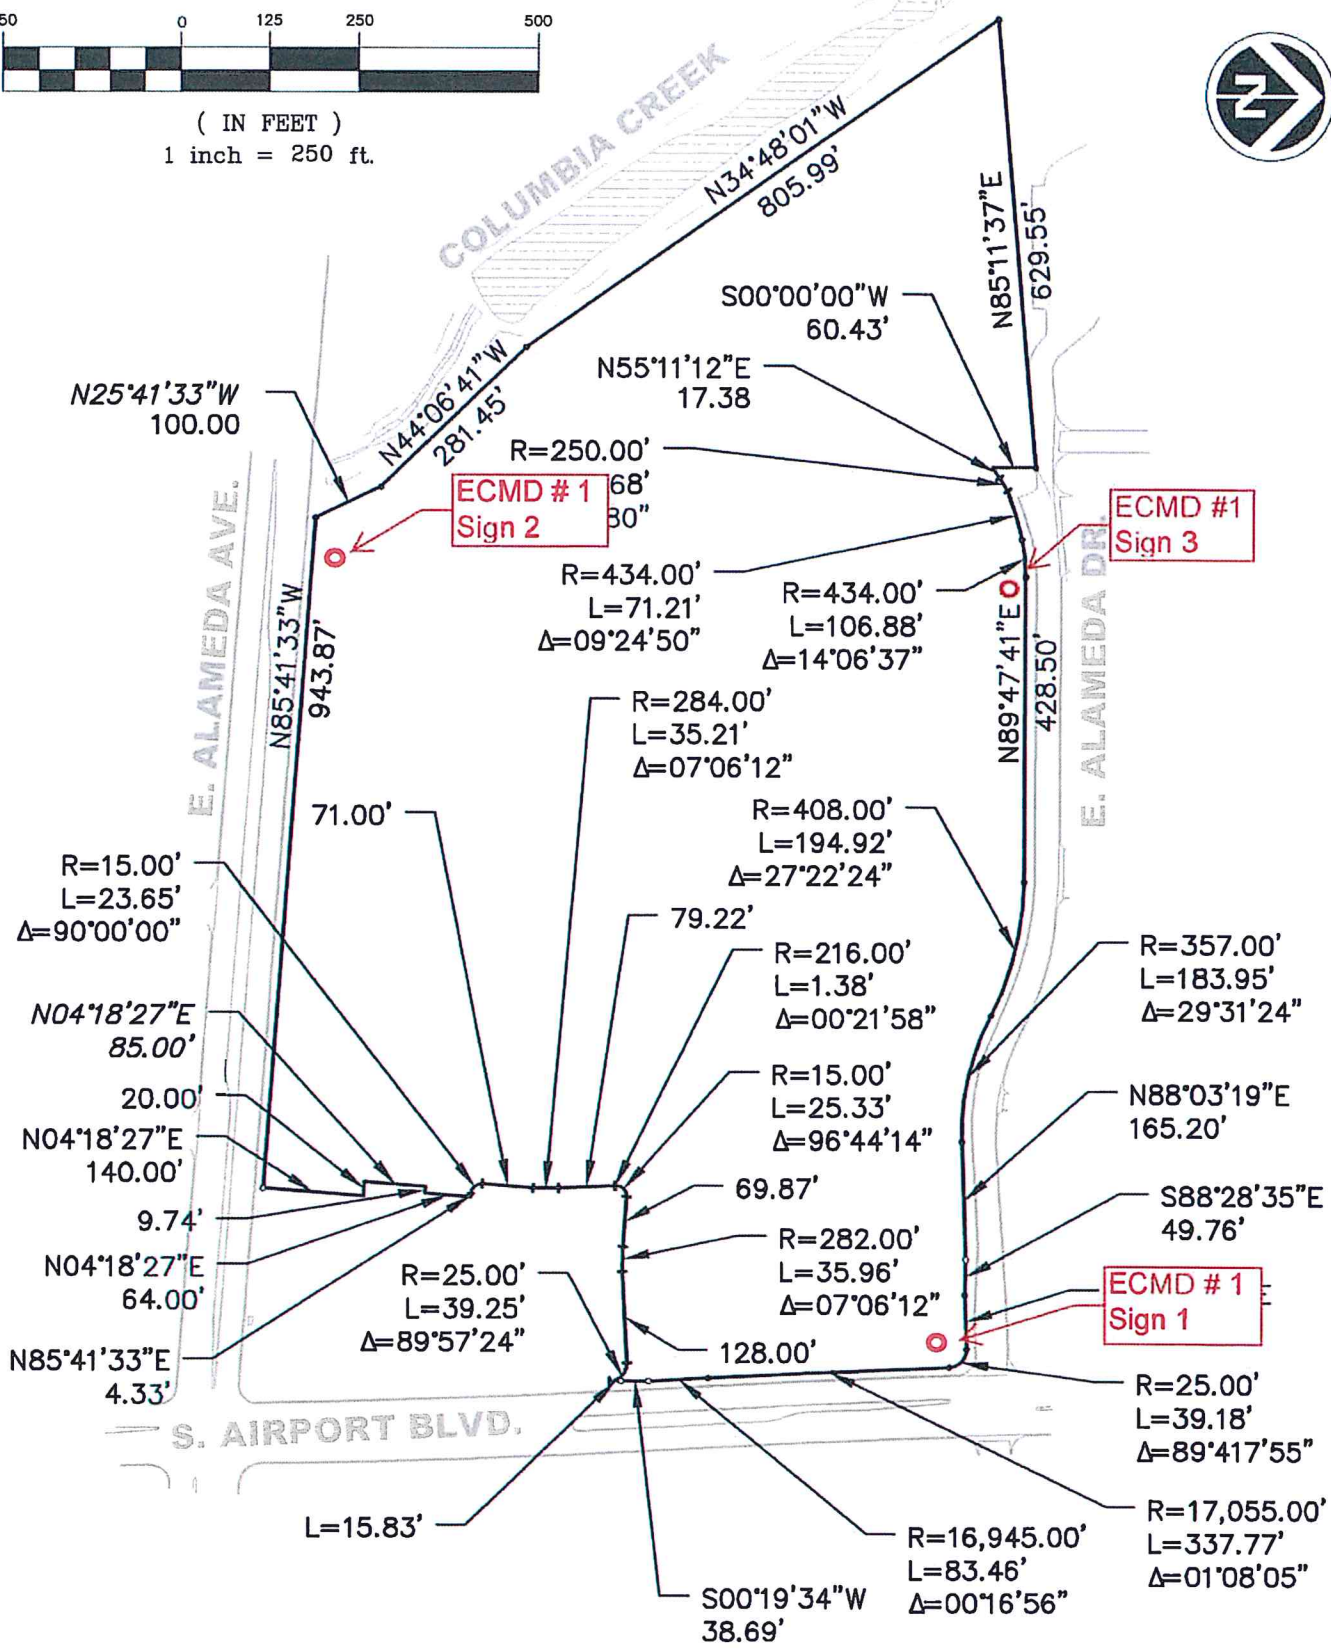 50
0
125
250
500
( IN FEET )
1 inch = 250 ft.
N
COLUMBIA CREEK
N34°48'01"W
805.99'
N85°11'37"E
629.55'
S00°00'00"W
60.43'
N55°11'12"E
17.38
N25°41'33"W
100.00
N44°06'41"W
281.45'
R=250.00'
68'
30"
ECMD # 1
Sign 2
ECMD #1
Sign 3
E. ALAMEDA AVE.
R=434.00'
L=71.21'
Δ=09°24'50"
R=434.00'
L=106.88'
Δ=14°06'37"
N89°47'41"E
428.50'
E. ALAMEDA DR.
N85°41'33"W
943.87'
R=284.00'
L=35.21'
Δ=07°06'12"
71.00'
R=408.00'
L=194.92'
Δ=27°22'24"
R=15.00'
L=23.65'
Δ=90°00'00"
79.22'
R=216.00'
L=1.38'
Δ=00°21'58"
R=357.00'
L=183.95'
Δ=29°31'24"
N04°18'27"E
85.00'
20.00'
R=15.00'
L=25.33'
Δ=96°44'14"
N88°03'19"E
165.20'
N04°18'27"E
140.00'
69.87'
9.74'
S88°28'35"E
49.76'
N04°18'27"E
64.00'
R=25.00'
L=39.25'
Δ=89°57'24"
R=282.00'
L=35.96'
Δ=07°06'12"
ECMD # 1
Sign 1
N85°41'33"E
4.33'
128.00'
R=25.00'
L=39.18'
Δ=89°417'55"
S. AIRPORT BLVD.
L=15.83'
R=16,945.00'
L=83.46'
Δ=00°16'56"
R=17,055.00'
L=337.77'
Δ=01°08'05"
S00°19'34"W
38.69'